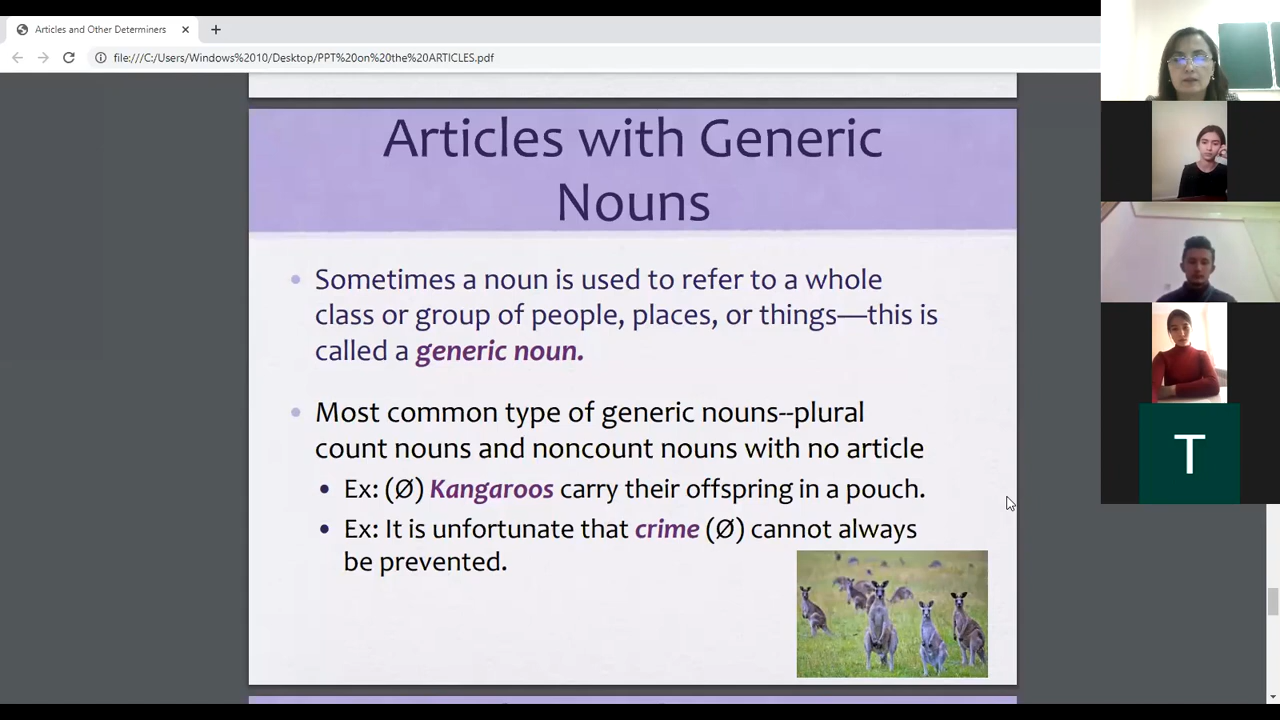 Articles and Other Determiners
file:///C:/Users/Windows%2010/Desktop/PPT%20on%20the%20ARTICLES.pdf
Articles with Generic
Nouns
• Sometimes a noun is used to refer to a whole
class or group of people, places, or things—this is
called a generic noun.
• Most common type of generic nouns--plural
count nouns and noncount nouns with no article
• Ex: (Ø) Kangaroos carry their offspring in a pouch.
• Ex: It is unfortunate that crime (Ø) cannot always
be prevented.
T